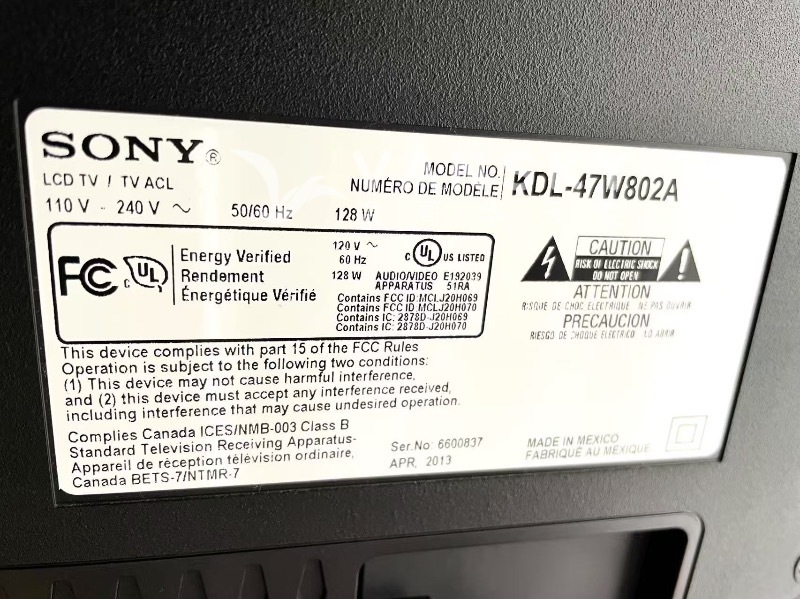 SONY®
LCD TV / TV ACL
110 V - 240 V ~ 50/60 Hz 128 W
MODEL NO.
NUMÉRO DE MODÈLE
KDL-47W802A
FC
c UL
Energy Verified
Rendement
Énergétique Vérifié
120 V ~
60 Hz
128 W
c UL US LISTED
AUDIO/VIDEO E192039
APPARATUS 51RA
Contains FCC ID:MCLJ20H069
Contains FCC ID:MCLJ20H070
Contains IC: 2878D-J20H069
Contains IC: 2878D-J20H070
CAUTION
RISK OF ELECTRIC SHOCK
DO NOT OPEN
ATTENTION
RISQUE DE CHOC ELECTRIQUE NE PAS OUVRIR
PRECAUCION
RIESGO DE CHOQUE ELECTRICO NO ABRIR
This device complies with part 15 of the FCC Rules
Operation is subject to the following two conditions:
(1) This device may not cause harmful interference,
and (2) this device must accept any interference received,
including interference that may cause undesired operation.
Complies Canada ICES/NMB-003 Class B
Standard Television Receiving Apparatus-
Appareil de réception télévision ordinaire,
Canada BETS-7/NTMR-7
Ser.No: 6600837
APR, 2013
MADE IN MEXICO
FABRIQUÉ AU MEXIQUE